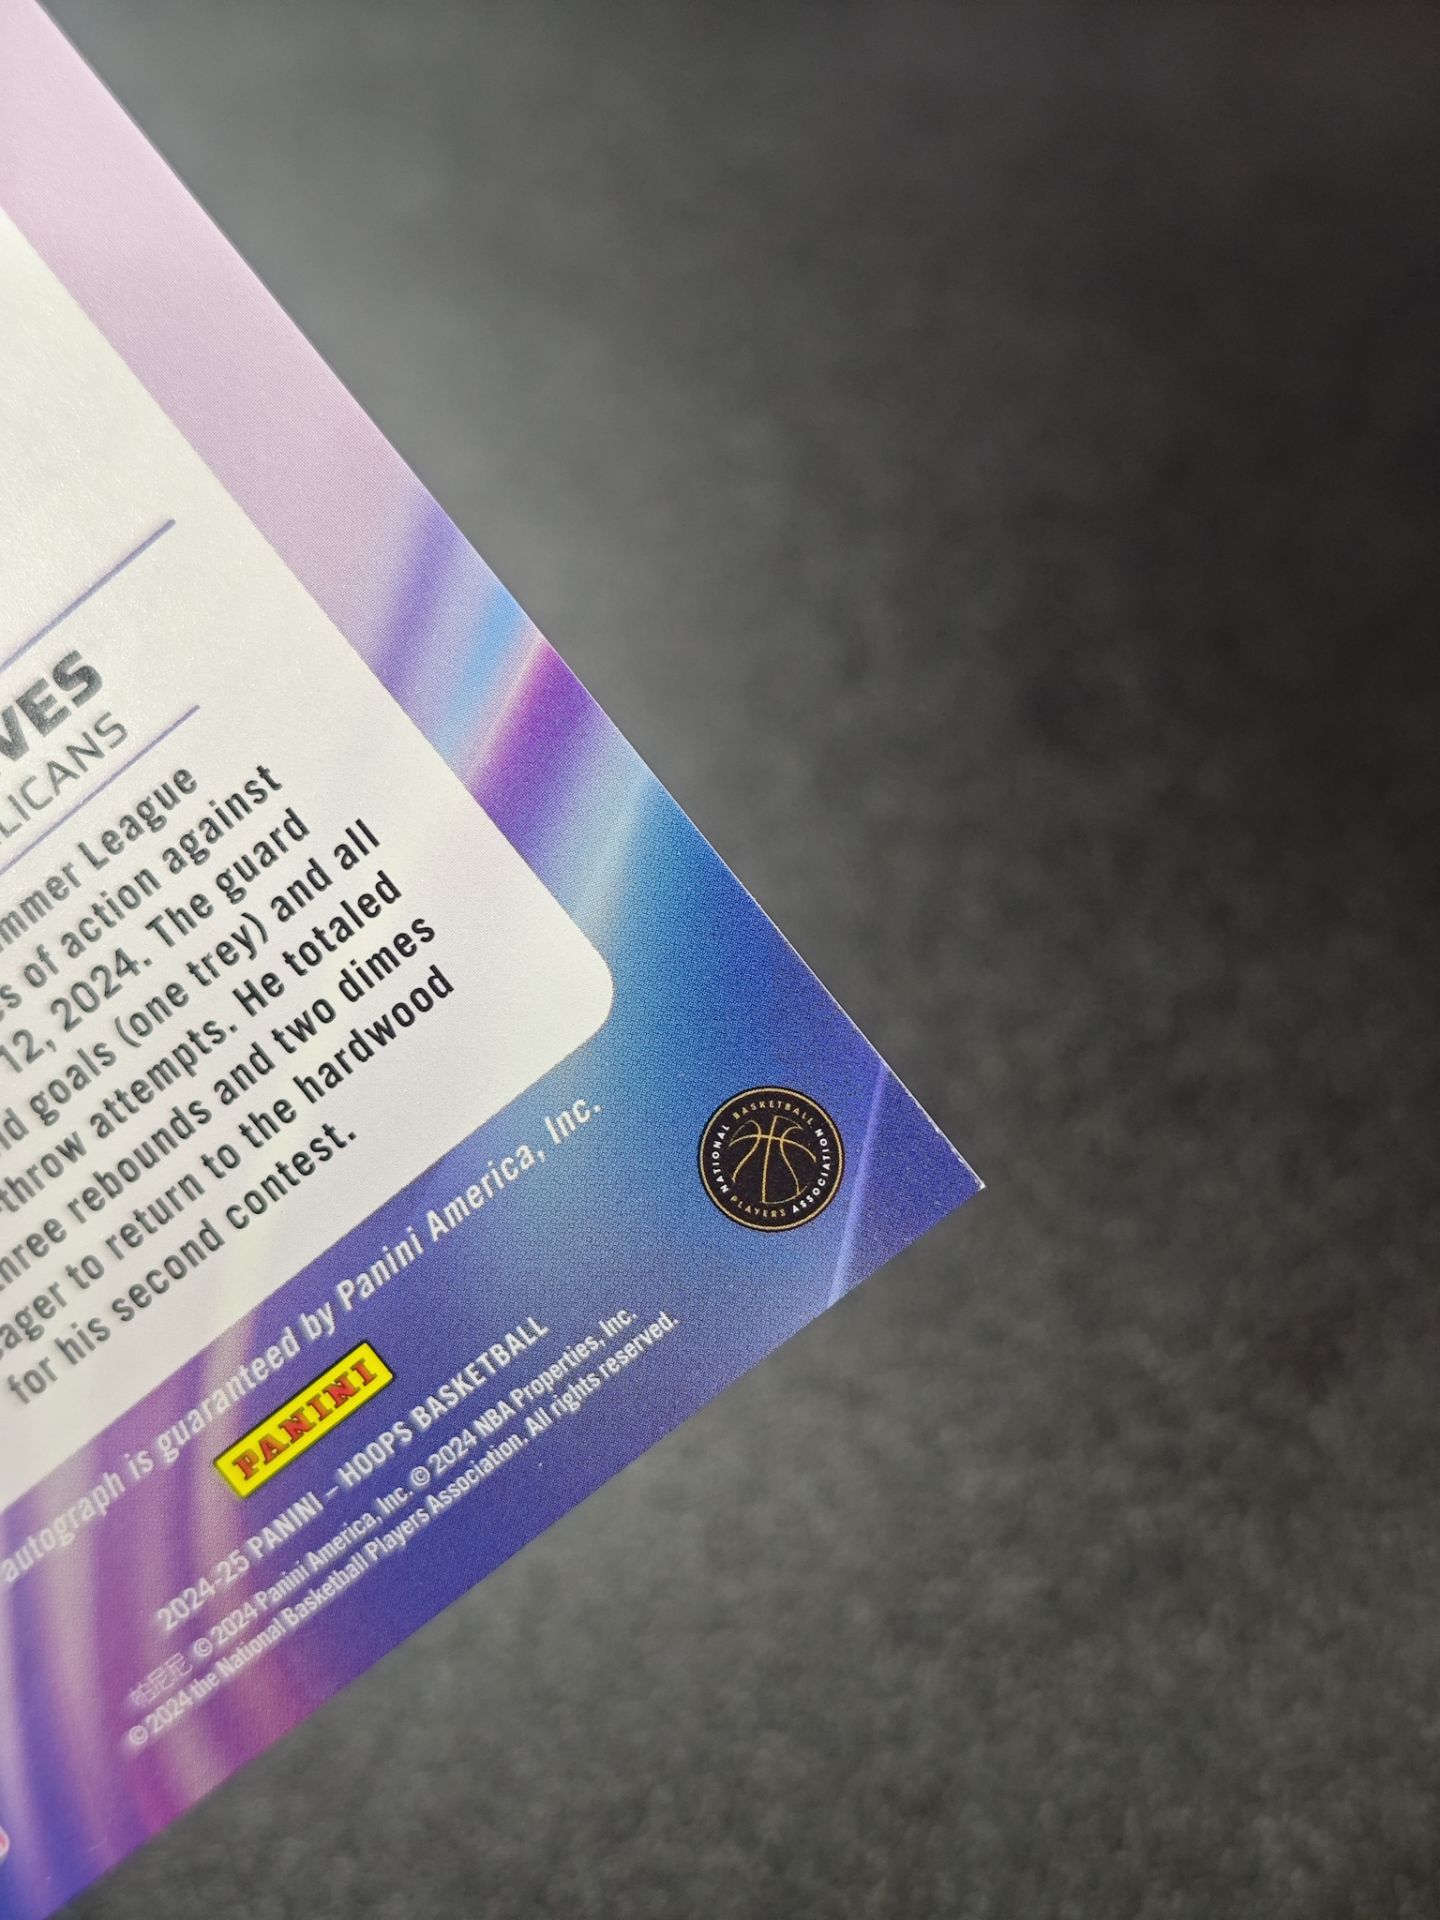 VES
LICANS
mmer League
s of action against
12, 2024. The guard
d goals (one trey) and all
throw attempts. He totaled
hree rebounds and two dimes
ager to return to the hardwood
for his second contest.
autograph is guaranteed by Panini America, Inc.
PANINI
NATIONAL BASKETBALL PLAYERS ASSOCIATION
2024-25 PANINI – HOOPS BASKETBALL
帕尼尼 © 2024 Panini America, Inc. © 2024 NBA Properties, Inc.
© 2024 the National Basketball Players Association. All rights reserved.